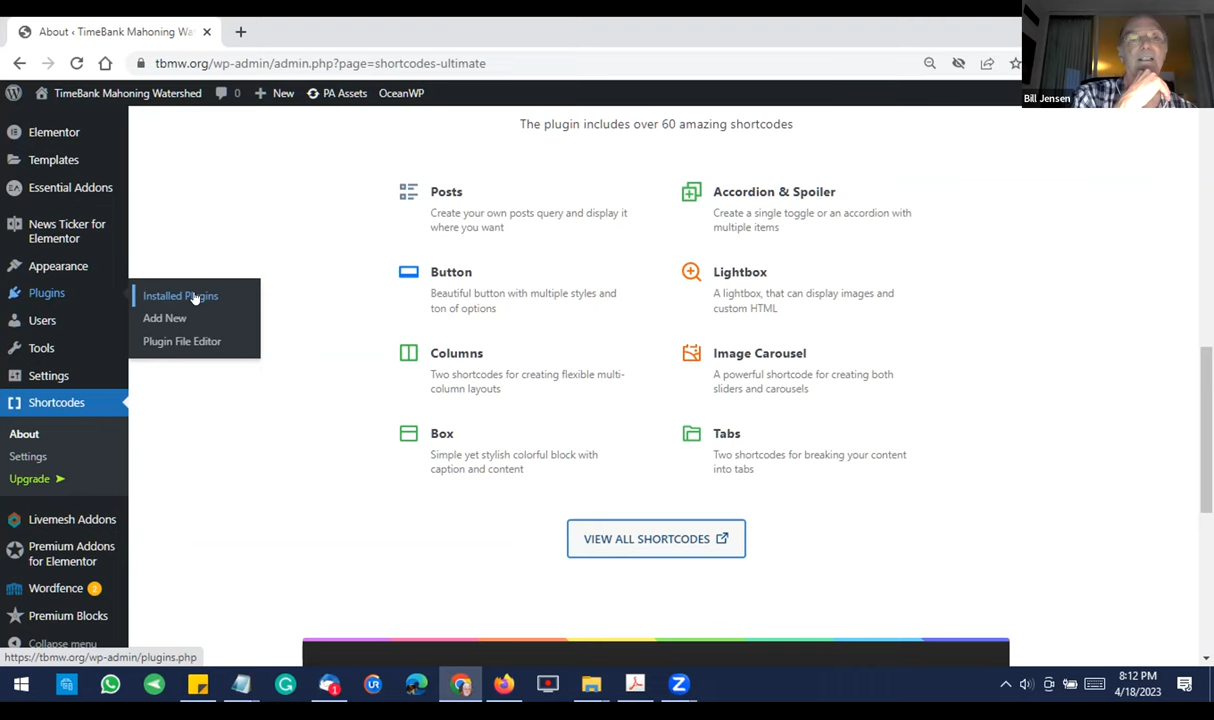 About ‹ TimeBank Mahoning Wa
tbmw.org/wp-admin/admin.php?page=shortcodes-ultimate
Bill Jensen
TimeBank Mahoning Watershed
0
New
PA Assets
OceanWP
Elementor
Templates
Essential Addons
News Ticker for
Elementor
Appearance
Plugins
Users
Tools
Settings
Shortcodes
About
Settings
Upgrade ➤
Livemesh Addons
Premium Addons
for Elementor
Wordfence 2
Premium Blocks
Collapse menu
https://tbmw.org/wp-admin/plugins.php
Installed Plugins
Add New
Plugin File Editor
The plugin includes over 60 amazing shortcodes
Posts
Create your own posts query and display it
where you want
Accordion & Spoiler
Create a single toggle or an accordion with
multiple items
Button
Beautiful button with multiple styles and
ton of options
Lightbox
A lightbox, that can display images and
custom HTML
Columns
Two shortcodes for creating flexible multi-
column layouts
Image Carousel
A powerful shortcode for creating both
sliders and carousels
Box
Simple yet stylish colorful block with
caption and content
Tabs
Two shortcodes for breaking your content
into tabs
VIEW ALL SHORTCODES
8:12 PM
4/18/2023